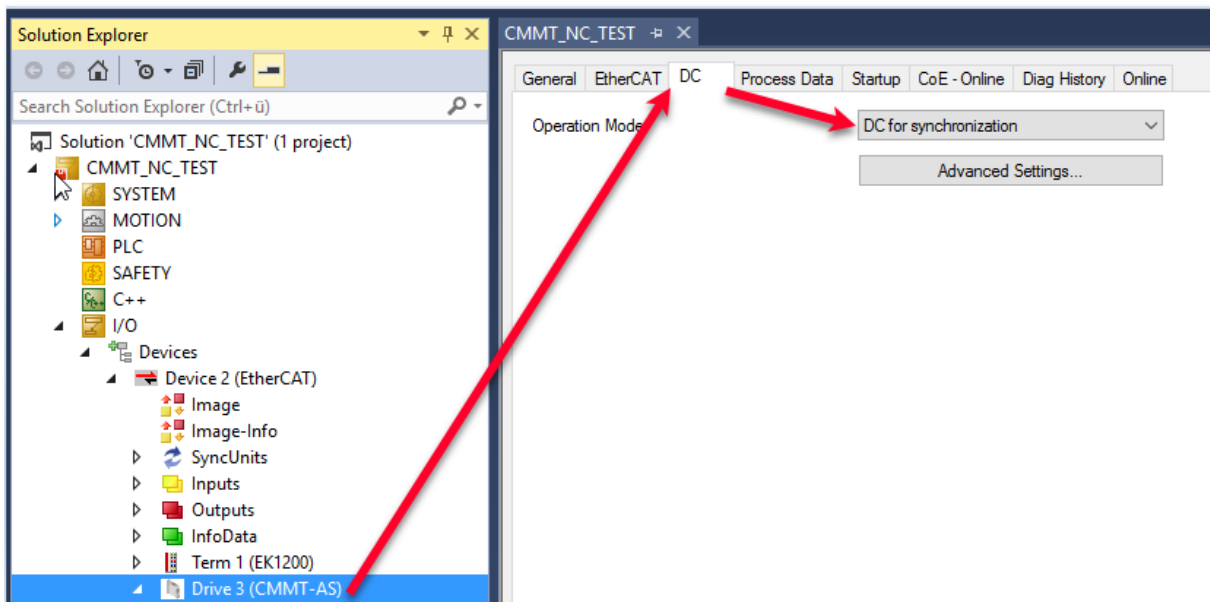 Solution Explorer
Search Solution Explorer (Ctrl+ü)
Solution 'CMMT_NC_TEST' (1 project)
CMMT_NC_TEST
SYSTEM
MOTION
PLC
SAFETY
C++
I/O
Devices
Device 2 (EtherCAT)
Image
Image-Info
SyncUnits
Inputs
Outputs
InfoData
Term 1 (EK1200)
Drive 3 (CMMT-AS)
CMMT_NC_TEST
General EtherCAT DC Process Data Startup CoE - Online Diag History Online
Operation Mode DC for synchronization
Advanced Settings...